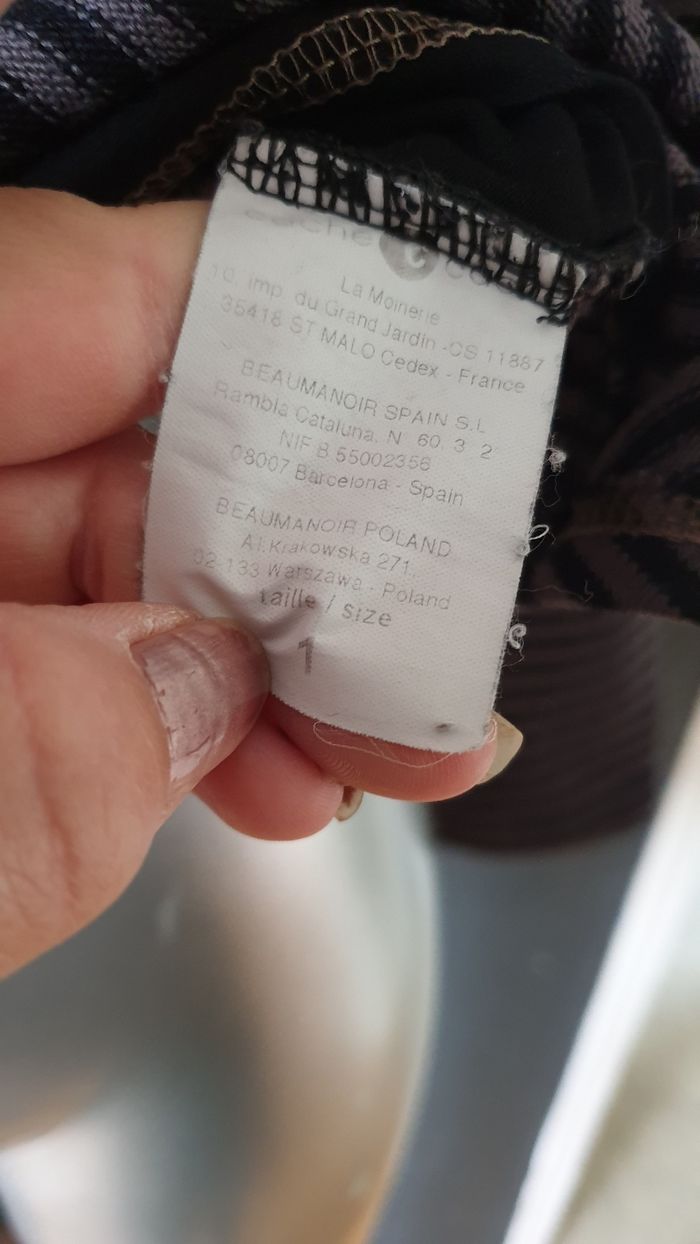 cache cache
La Moinerie
10, imp. du Grand Jardin -CS 11887
35418 ST MALO Cedex - France
BEAUMANOIR SPAIN S.L
Rambla Cataluna, N 60, 3 2
NIF B 55002356
08007 Barcelona - Spain
BEAUMANOIR POLAND
Al.Krakowska 271,
02-133 Warszawa - Poland
taille / size
1